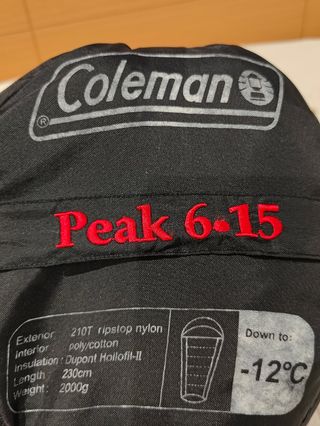 Coleman
®
Peak 6•15
Exterior: 210T ripstop nylon
Interior: poly/cotton
Insulation: Dupont Hollofil-II
Length: 230cm
Weight: 2000g
Down to:
-12°C